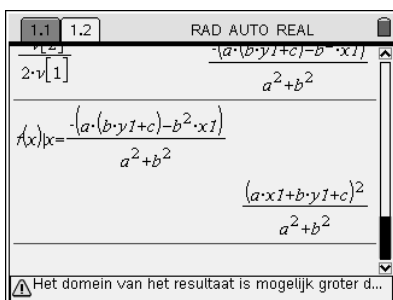 1.1 1.2 RAD AUTO REAL
2·v[1]
-(a·(b·y1+c)-b²·x1)
a²+b²
f(x)|x=
-(a·(b·y1+c)-b²·x1)
a²+b²
(a·x1+b·y1+c)²
a²+b²
Het domein van het resultaat is mogelijk groter d...